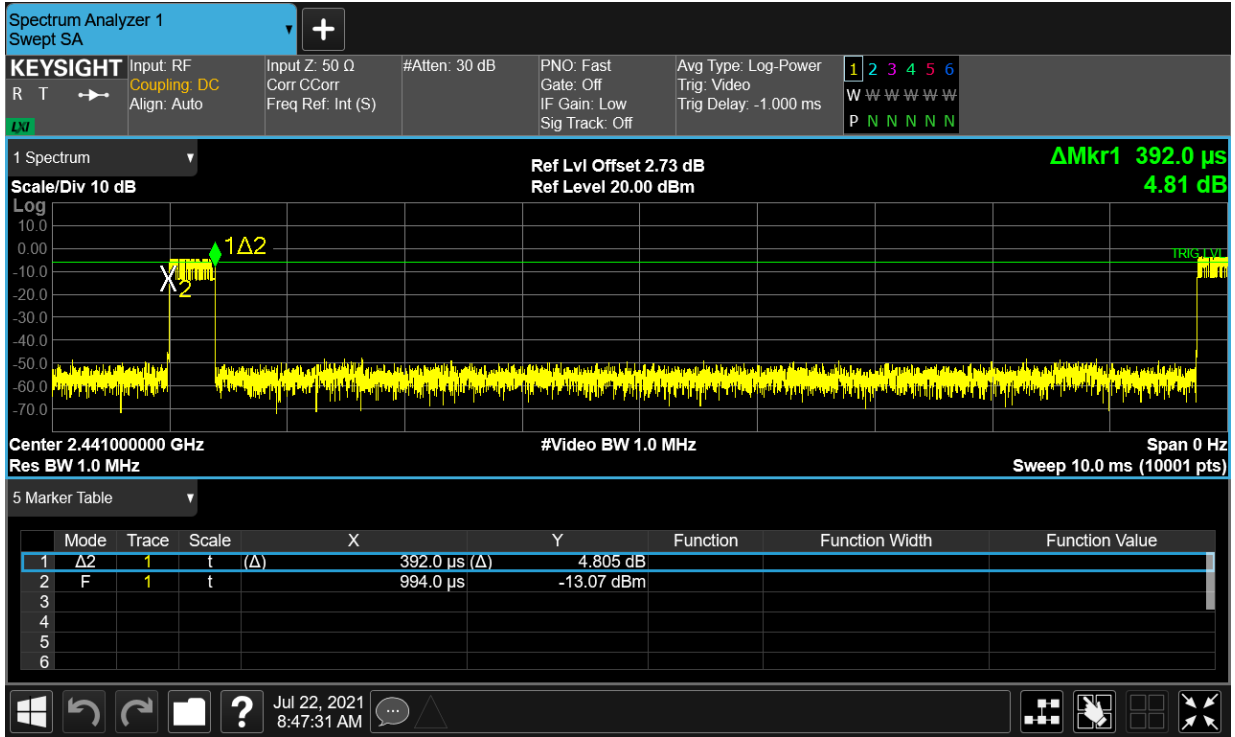 Spectrum Analyzer 1
Swept SA
KEYSIGHT Input: RF Input Z: 50 Ω #Atten: 30 dB PNO: Fast Avg Type: Log-Power 1 2 3 4 5 6
R T Coupling: DC Corr CCorr Gate: Off Trig: Video W W W W W W
Align: Auto Freq Ref: Int (S) IF Gain: Low Trig Delay: -1.000 ms
LXI Sig Track: Off P N N N N N
1 Spectrum Ref Lvl Offset 2.73 dB ΔMkr1 392.0 µs
Scale/Div 10 dB Ref Level 20.00 dBm 4.81 dB
Log
10.0
0.00 1Δ2
TRIG LVL
-10.0
-20.0 X2
-30.0
-40.0
-50.0
-60.0
-70.0
Center 2.441000000 GHz #Video BW 1.0 MHz Span 0 Hz
Res BW 1.0 MHz Sweep 10.0 ms (10001 pts)
5 Marker Table
Mode Trace Scale X Y Function Function Width Function Value
1 Δ2 1 t (Δ) 392.0 µs (Δ) 4.805 dB
2 F 1 t 994.0 µs -13.07 dBm
3
4
5
6
? Jul 22, 2021
8:47:31 AM